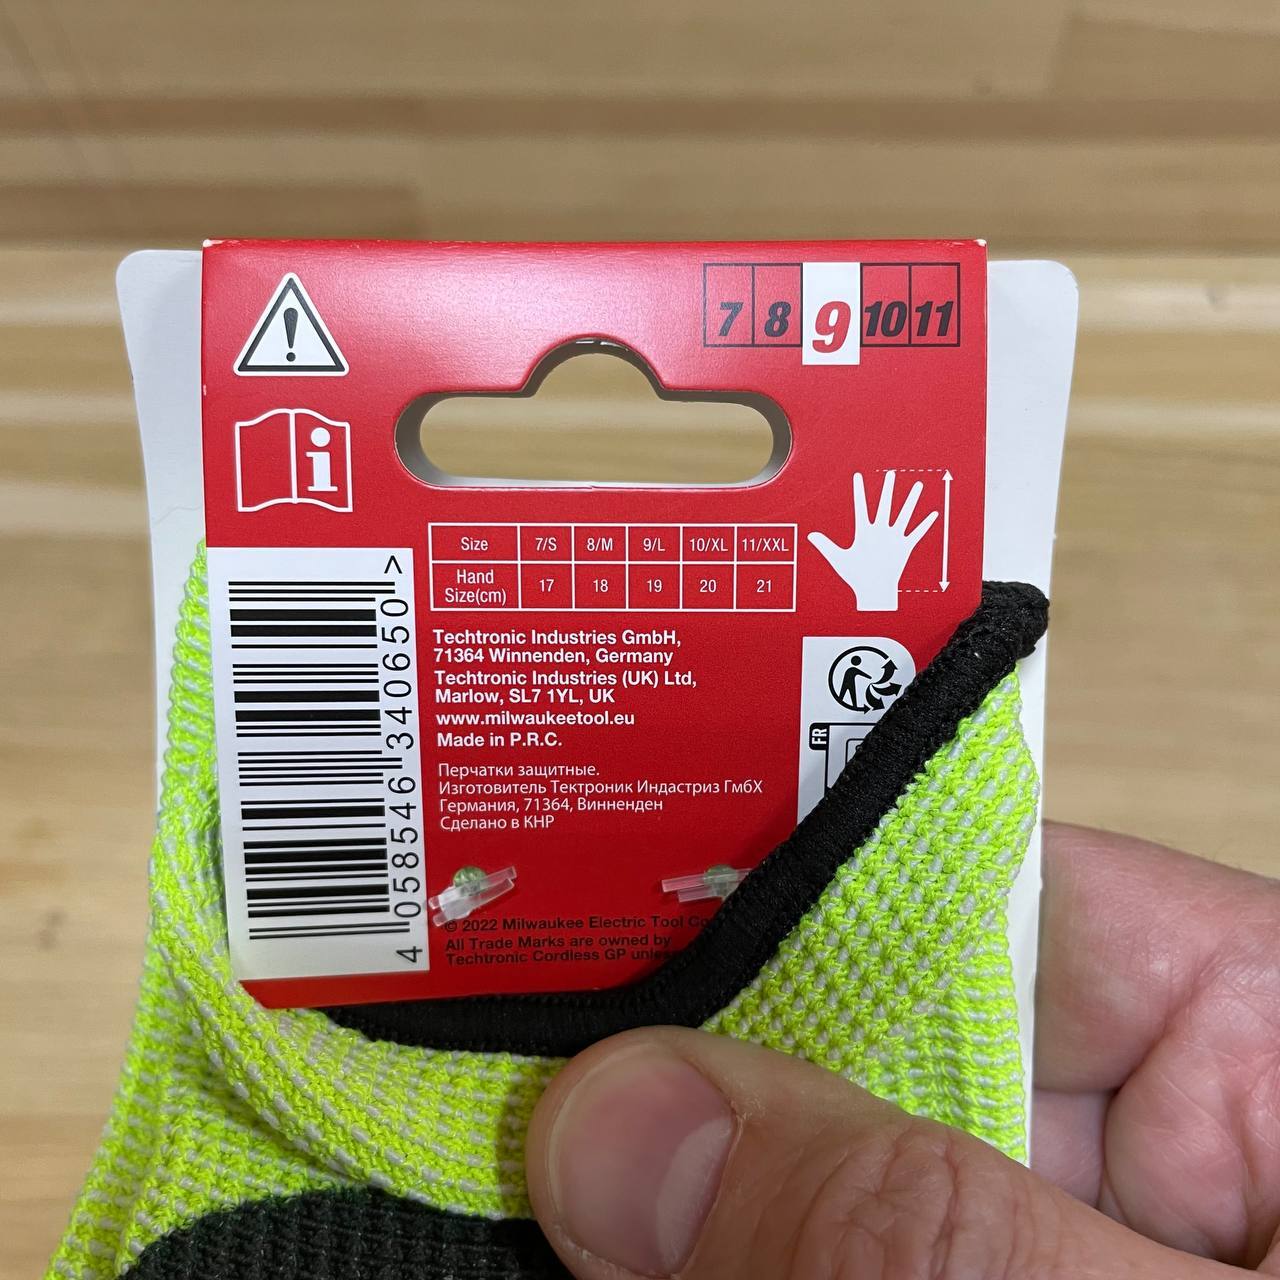 7 8 9 10 11
Size 7/S 8/M 9/L 10/XL 11/XXL
Hand Size(cm) 17 18 19 20 21
Techtronic Industries GmbH,
71364 Winnenden, Germany
Techtronic Industries (UK) Ltd,
Marlow, SL7 1YL, UK
www.milwaukeetool.eu
Made in P.R.C.
Перчатки защитные.
Изготовитель Тектроник Индастриз ГмбХ
Германия, 71364, Винненден
Сделано в КНР
© 2022 Milwaukee Electric Tool
All Trade Marks are owned by
Techtronic Cordless GP
4 058546 340650 >
FR